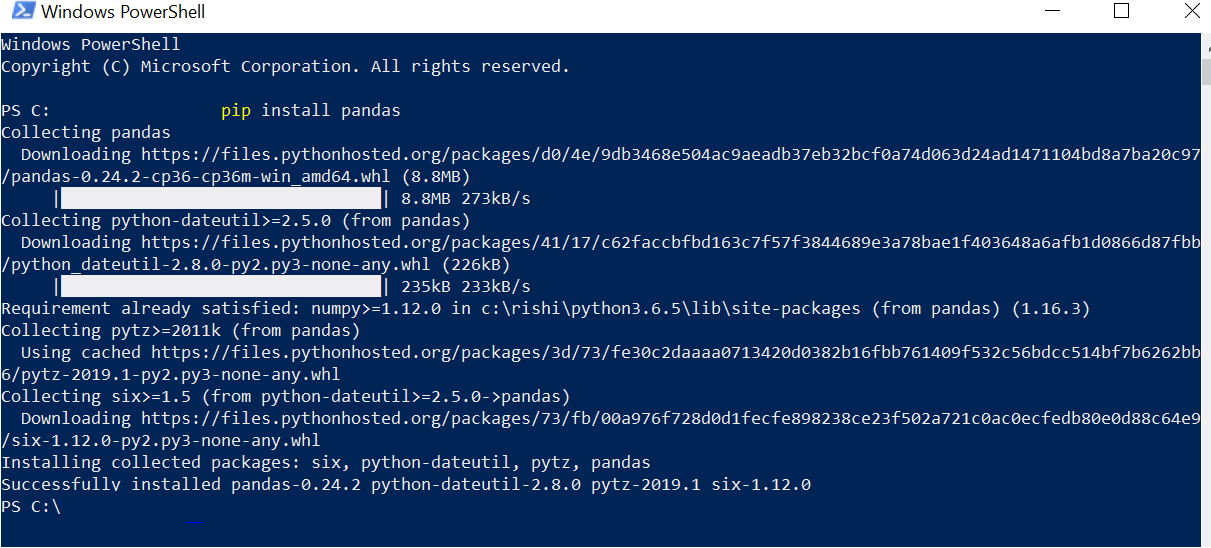 Windows PowerShell
Windows PowerShell
Copyright (C) Microsoft Corporation. All rights reserved.
PS C: pip install pandas
Collecting pandas
Downloading https://files.pythonhosted.org/packages/d0/4e/9db3468e504ac9aeadb37eb32bcf0a74d063d24ad1471104bd8a7ba20c97
/pandas-0.24.2-cp36-cp36m-win_amd64.whl (8.8MB)
|████████████████████████████████| 8.8MB 273kB/s
Collecting python-dateutil>=2.5.0 (from pandas)
Downloading https://files.pythonhosted.org/packages/41/17/c62faccbfbd163c7f57f3844689e3a78bae1f403648a6afb1d0866d87fbb
/python_dateutil-2.8.0-py2.py3-none-any.whl (226kB)
|████████████████████████████████| 235kB 233kB/s
Requirement already satisfied: numpy>=1.12.0 in c:\rishi\python3.6.5\lib\site-packages (from pandas) (1.16.3)
Collecting pytz>=2011k (from pandas)
Using cached https://files.pythonhosted.org/packages/3d/73/fe30c2daaaa0713420d0382b16fbb761409f532c56bdcc514bf7b6262bb
6/pytz-2019.1-py2.py3-none-any.whl
Collecting six>=1.5 (from python-dateutil>=2.5.0->pandas)
Downloading https://files.pythonhosted.org/packages/73/fb/00a976f728d0d1fecfe898238ce23f502a721c0ac0ecfedb80e0d88c64e9
/six-1.12.0-py2.py3-none-any.whl
Installing collected packages: six, python-dateutil, pytz, pandas
Successfully installed pandas-0.24.2 python-dateutil-2.8.0 pytz-2019.1 six-1.12.0
PS C:\